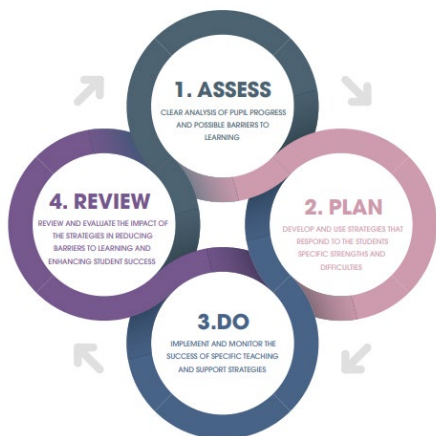 1. ASSESS
CLEAR ANALYSIS OF PUPIL PROGRESS
AND POSSIBLE BARRIERS TO
LEARNING
2. PLAN
DEVELOP AND USE STRATEGIES THAT
RESPOND TO THE STUDENTS
SPECIFIC STRENGTHS AND
DIFFICULTIES
3.DO
IMPLEMENT AND MONITOR THE
SUCCESS OF SPECIFIC TEACHING
AND SUPPORT STRATEGIES
4. REVIEW
REVIEW AND EVALUATE THE IMPACT OF
THE STRATEGIES IN REDUCING
BARRIERS TO LEARNING AND
ENHANCING STUDENT SUCCESS